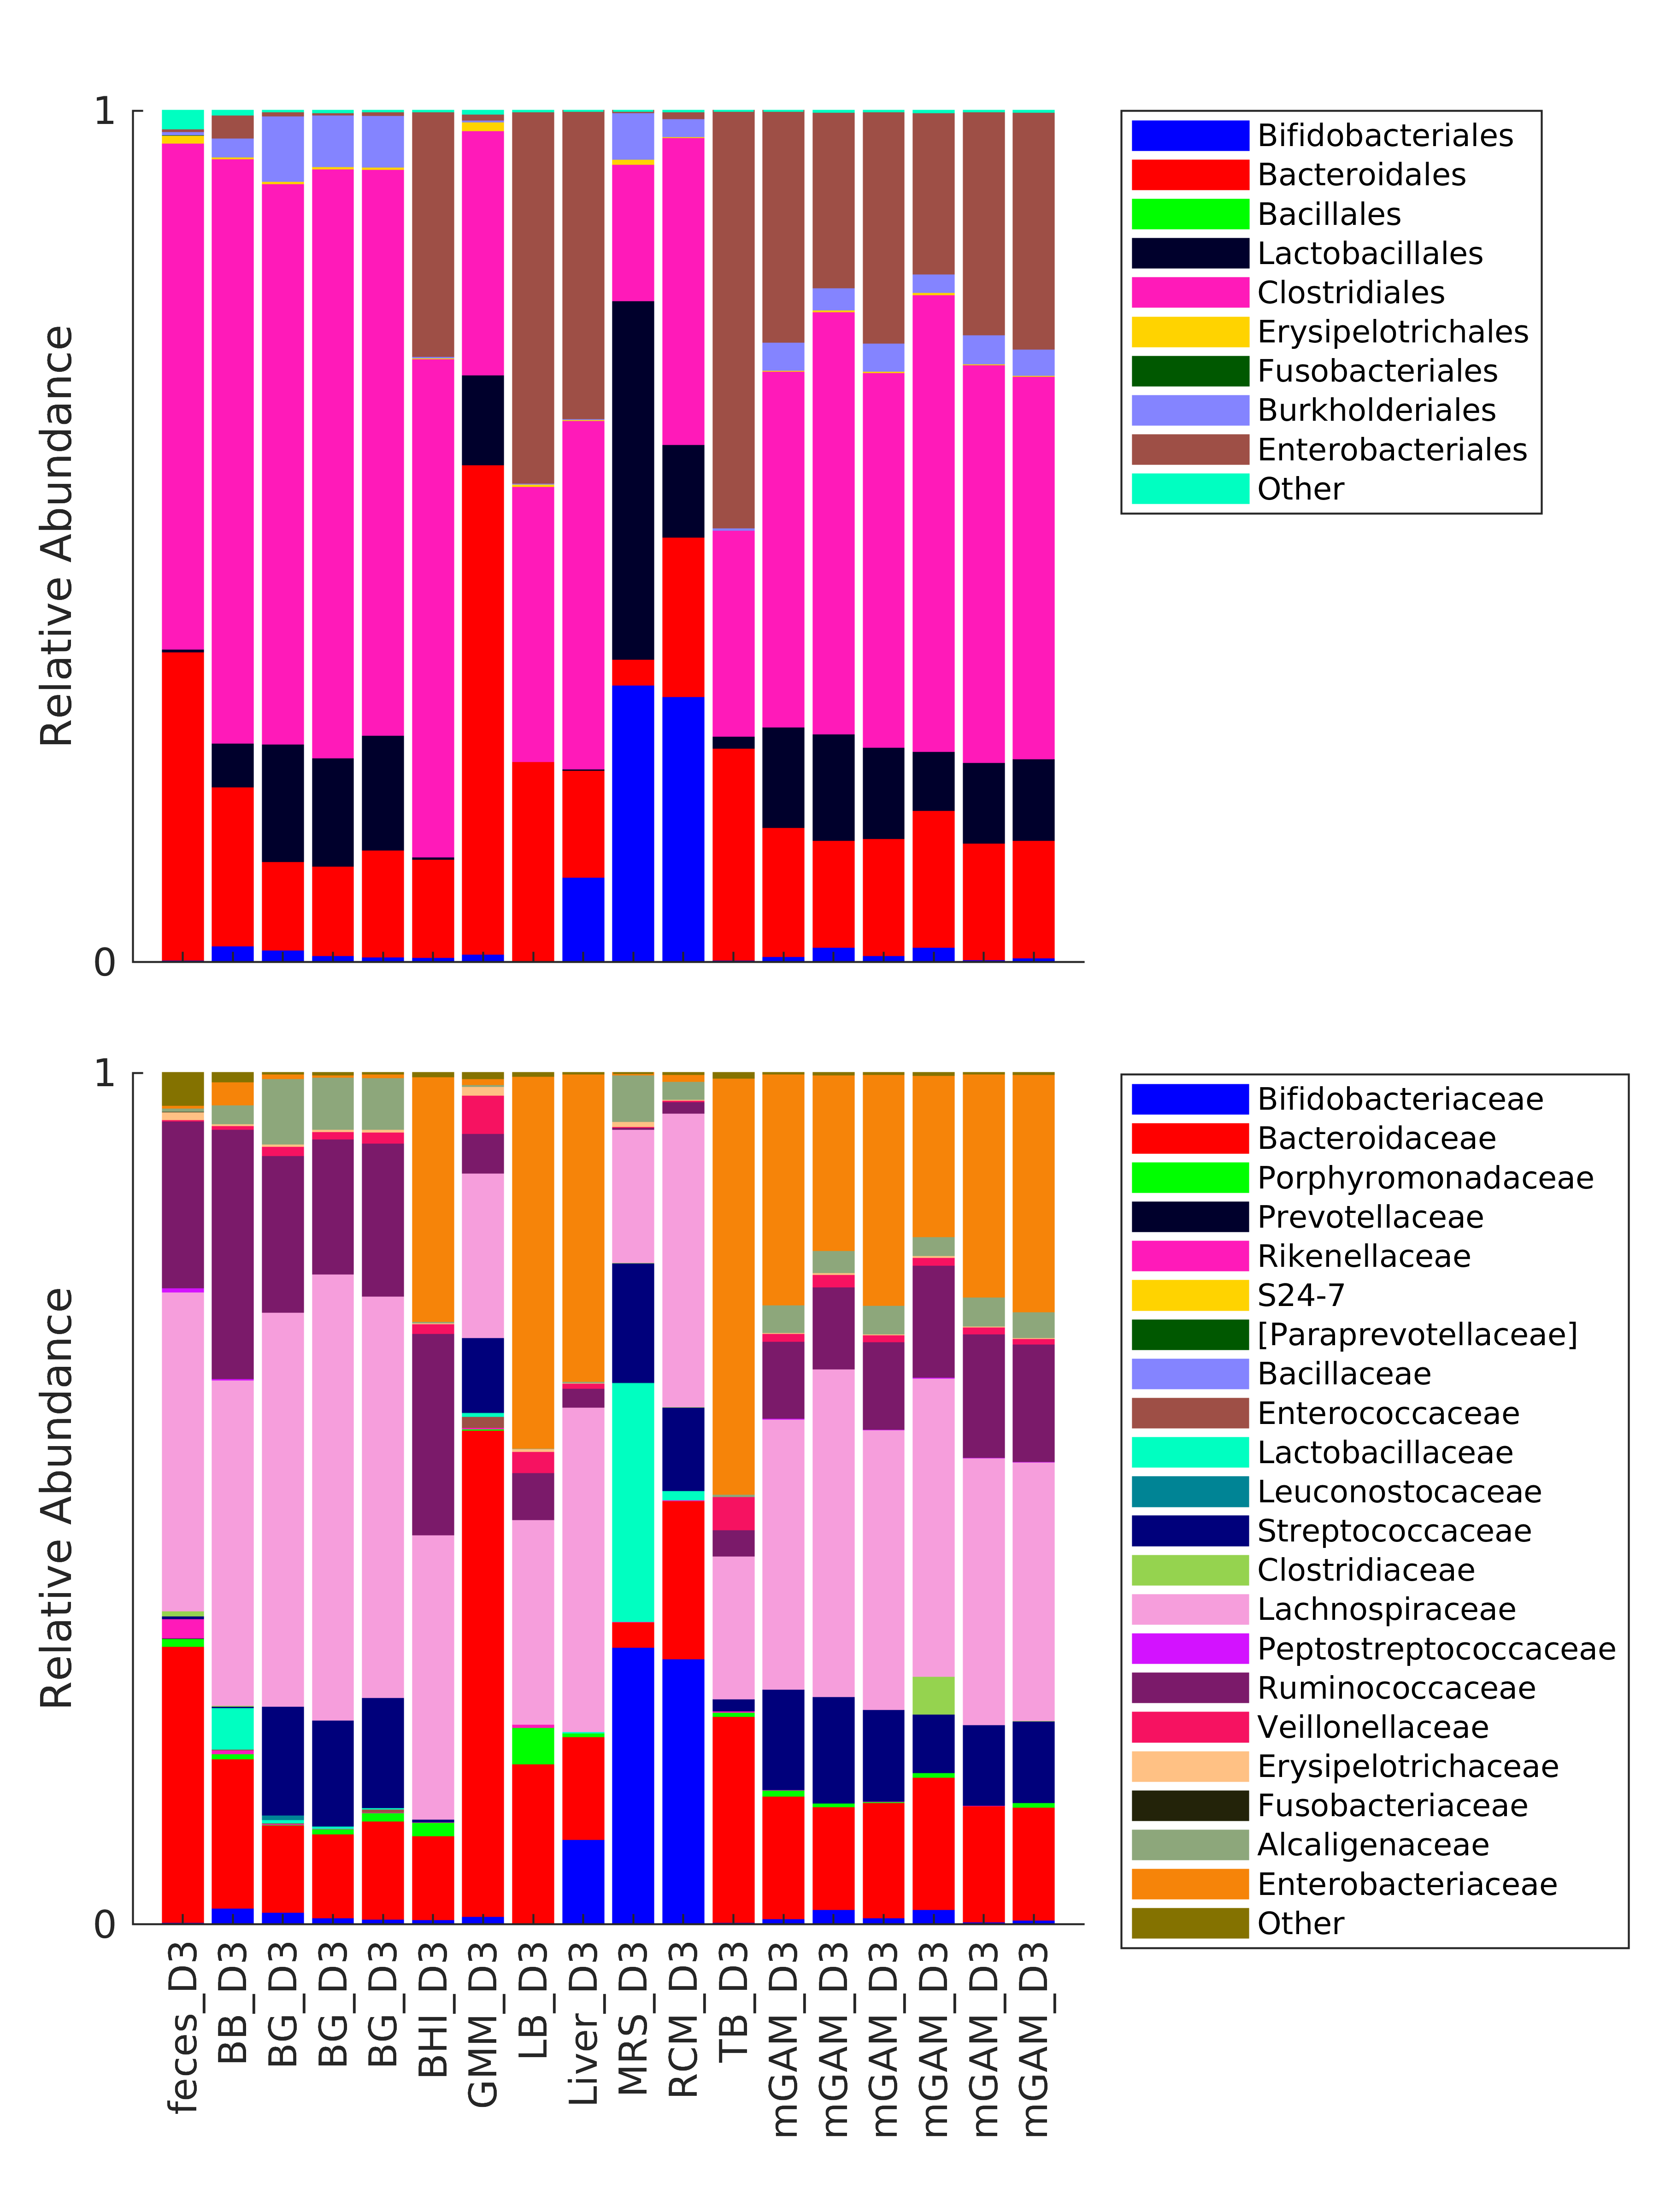 1
Relative Abundance
0
Bifidobacteriales
Bacteroidales
Bacillales
Lactobacillales
Clostridiales
Erysipelotrichales
Fusobacteriales
Burkholderiales
Enterobacteriales
Other
1
Relative Abundance
0
Bifidobacteriaceae
Bacteroidaceae
Porphyromonadaceae
Prevotellaceae
Rikenellaceae
S24-7
[Paraprevotellaceae]
Bacillaceae
Enterococcaceae
Lactobacillaceae
Leuconostocaceae
Streptococcaceae
Clostridiaceae
Lachnospiraceae
Peptostreptococcaceae
Ruminococcaceae
Veillonellaceae
Erysipelotrichaceae
Fusobacteriaceae
Alcaligenaceae
Enterobacteriaceae
Other
feces_D3
BB_D3
BG_D3
BG_D3
BG_D3
BHI_D3
GMM_D3
LB_D3
Liver_D3
MRS_D3
RCM_D3
TB_D3
mGAM_D3
mGAM_D3
mGAM_D3
mGAM_D3
mGAM_D3
mGAM_D3